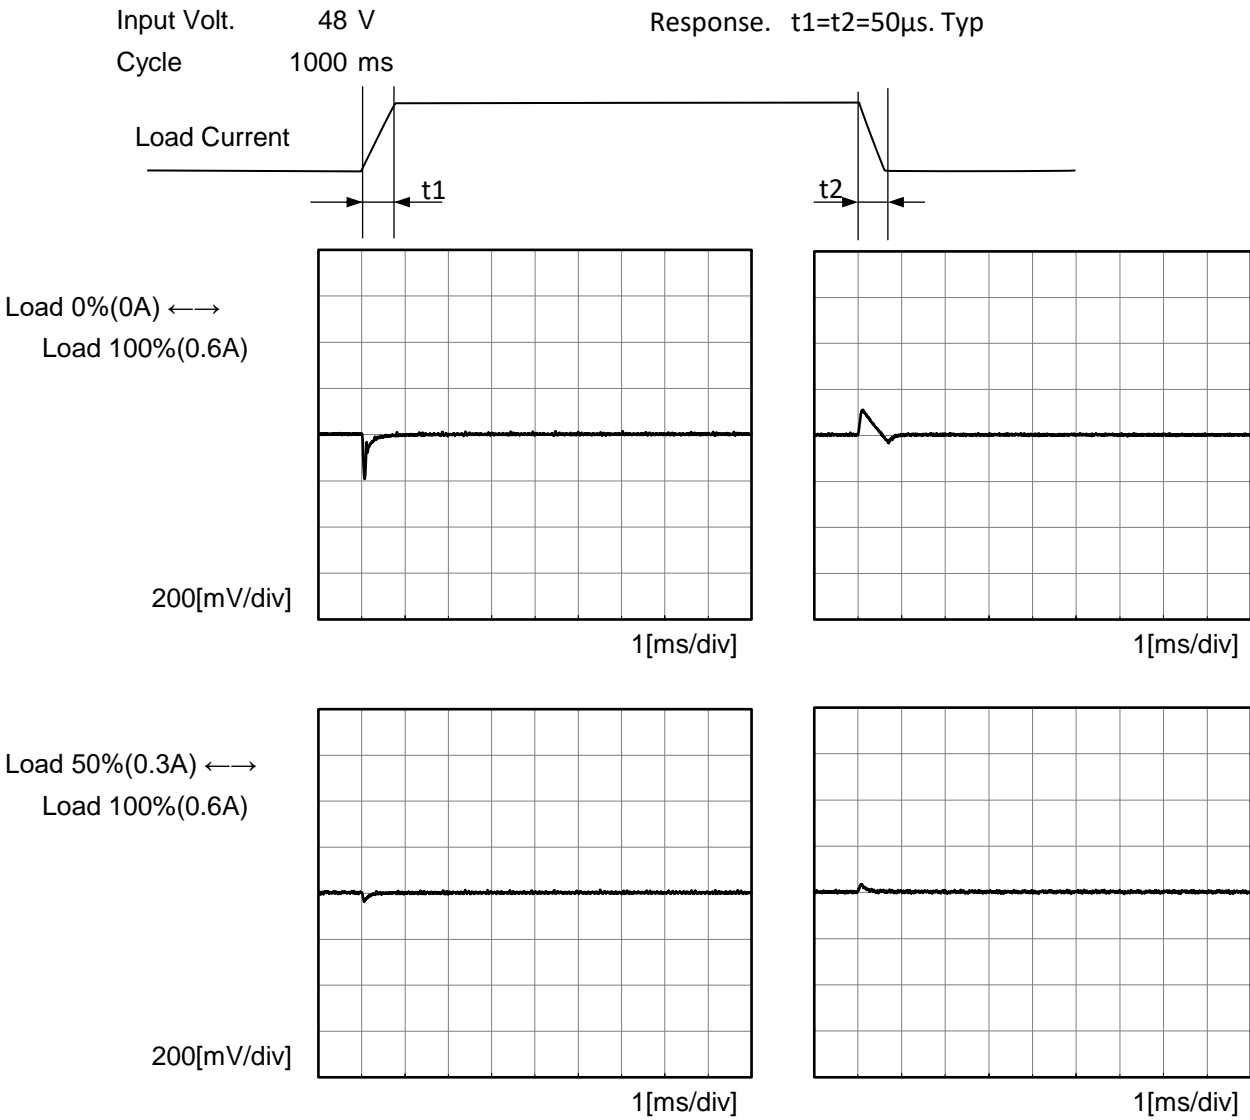 Input Volt. 48 V
Response. t1=t2=50μs. Typ
Cycle 1000 ms
Load Current
t1
t2
Load 0%(0A) ←→
Load 100%(0.6A)
200[mV/div]
1[ms/div]
1[ms/div]
Load 50%(0.3A) ←→
Load 100%(0.6A)
200[mV/div]
1[ms/div]
1[ms/div]